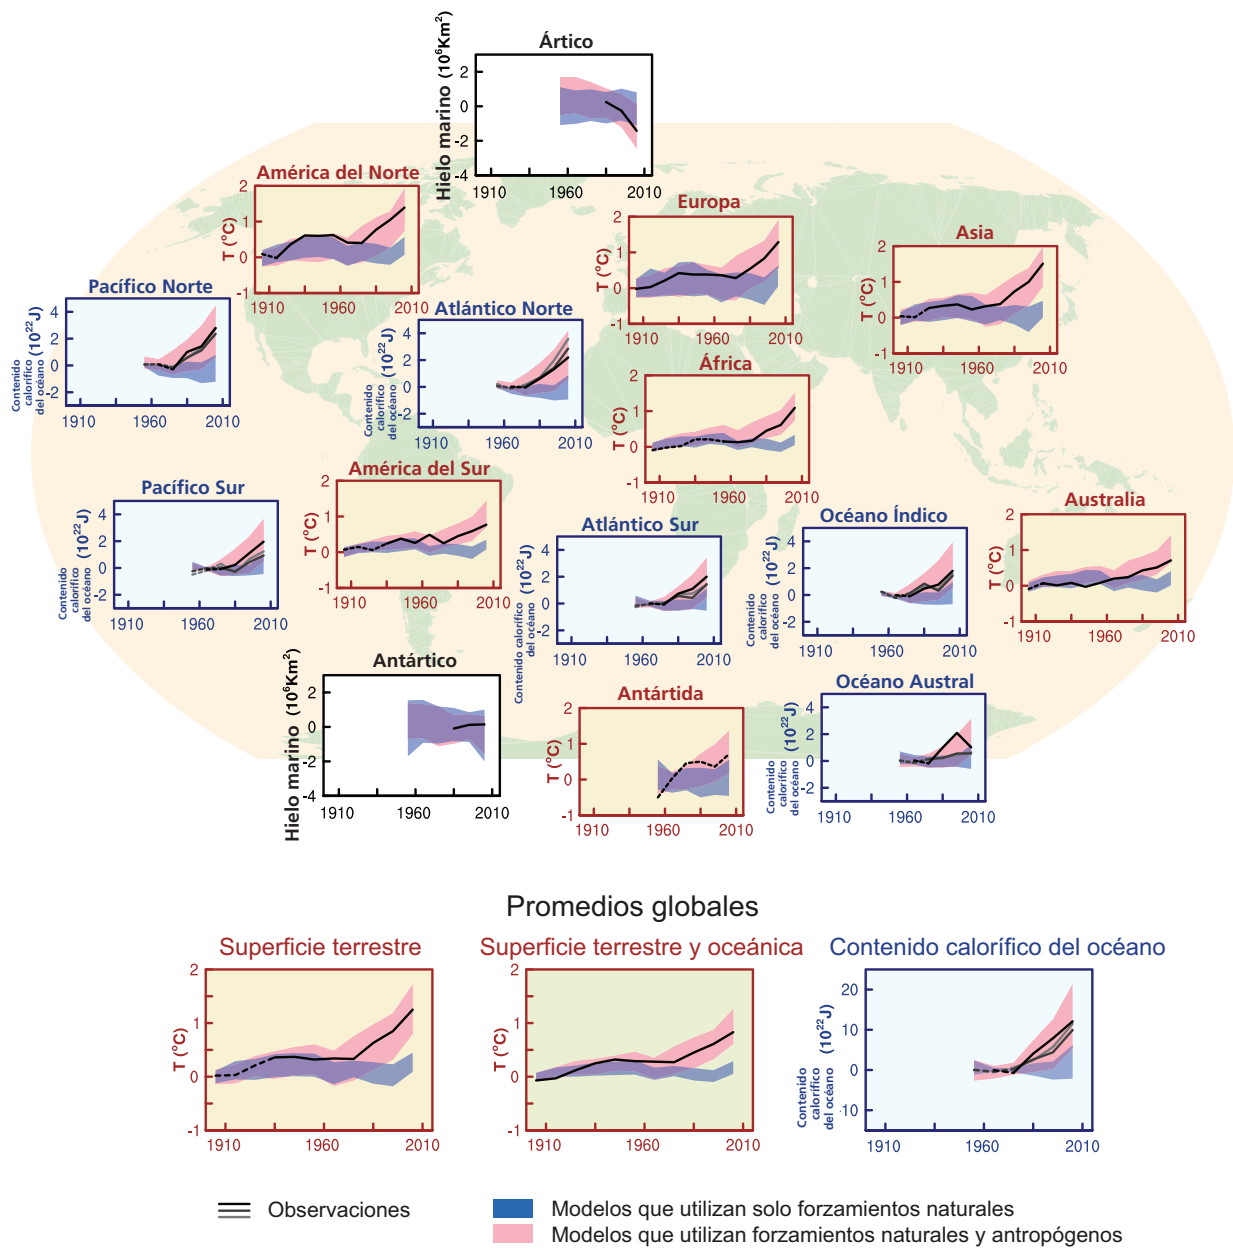 Ártico
Hielo marino (10⁶Km²)
2
0
-2
-4
1910
1960
2010
América del Norte
T (°C)
2
1
0
-1
1910
1960
2010
Europa
T (°C)
2
1
0
-1
1910
1960
2010
Asia
T (°C)
2
1
0
-1
1910
1960
2010
Pacífico Norte
Contenido
calorífico
del océano
(10²²J)
4
2
0
-2
1910
1960
2010
Atlántico Norte
Contenido
calorífico
del océano
(10²²J)
4
2
0
-2
1910
1960
2010
África
T (°C)
2
1
0
-1
1910
1960
2010
Pacífico Sur
Contenido
calorífico
del océano
(10²²J)
4
2
0
-2
1910
1960
2010
América del Sur
T (°C)
2
1
0
-1
1910
1960
2010
Atlántico Sur
Contenido calorífico
del océano
(10²²J)
4
2
0
-2
1910
1960
2010
Océano Índico
Contenido
calorífico
del océano
(10²²J)
4
2
0
-2
1910
1960
2010
Australia
T (°C)
2
1
0
-1
1910
1960
2010
Antártico
Hielo marino (10⁶Km²)
2
0
-2
-4
1910
1960
2010
Antártida
T (°C)
2
1
0
-1
1910
1960
2010
Océano Austral
Contenido
calorífico
del océano
(10²²J)
4
2
0
-2
1910
1960
2010
Promedios globales
Superficie terrestre
T (°C)
2
1
0
-1
1910
1960
2010
Superficie terrestre y oceánica
T (°C)
2
1
0
-1
1910
1960
2010
Contenido calorífico del océano
Contenido
calorífico
del océano
(10²²J)
20
10
0
-10
1910
1960
2010
Observaciones
Modelos que utilizan solo forzamientos naturales
Modelos que utilizan forzamientos naturales y antropógenos